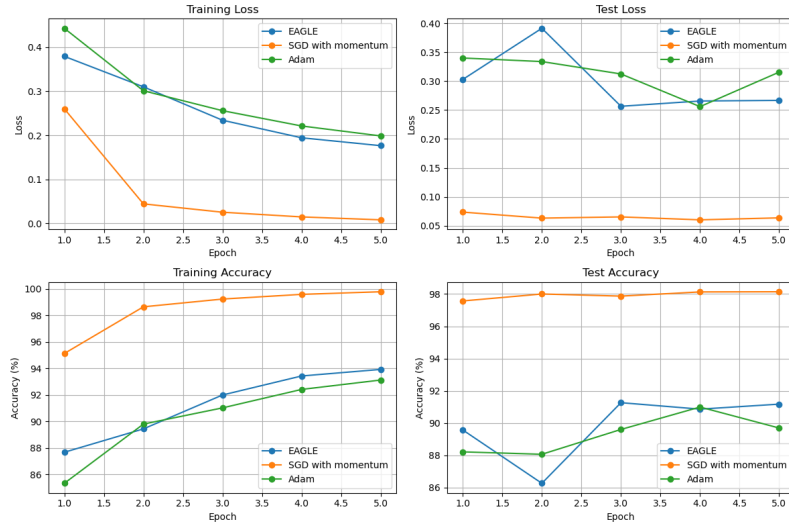 Training Loss
Loss
0.4
0.3
0.2
0.1
0.0
EAGLE
SGD with momentum
Adam
1.0 1.5 2.0 2.5 3.0 3.5 4.0 4.5 5.0
Epoch
Test Loss
Loss
0.40
0.35
0.30
0.25
0.20
0.15
0.10
0.05
EAGLE
SGD with momentum
Adam
1.0 1.5 2.0 2.5 3.0 3.5 4.0 4.5 5.0
Epoch
Training Accuracy
Accuracy (%)
100
98
96
94
92
90
88
86
EAGLE
SGD with momentum
Adam
1.0 1.5 2.0 2.5 3.0 3.5 4.0 4.5 5.0
Epoch
Test Accuracy
Accuracy (%)
98
96
94
92
90
88
86
EAGLE
SGD with momentum
Adam
1.0 1.5 2.0 2.5 3.0 3.5 4.0 4.5 5.0
Epoch